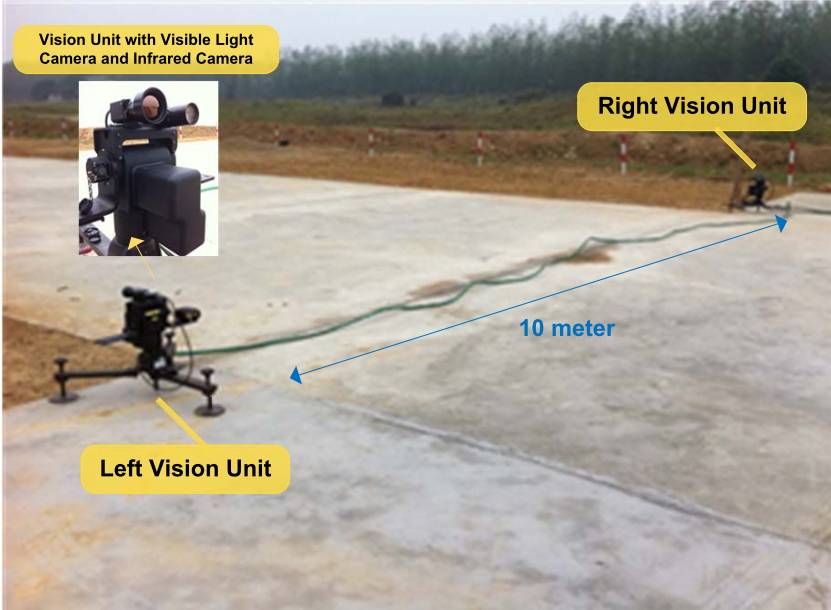 Vision Unit with Visible Light
Camera and Infrared Camera
Right Vision Unit
10 meter
Left Vision Unit